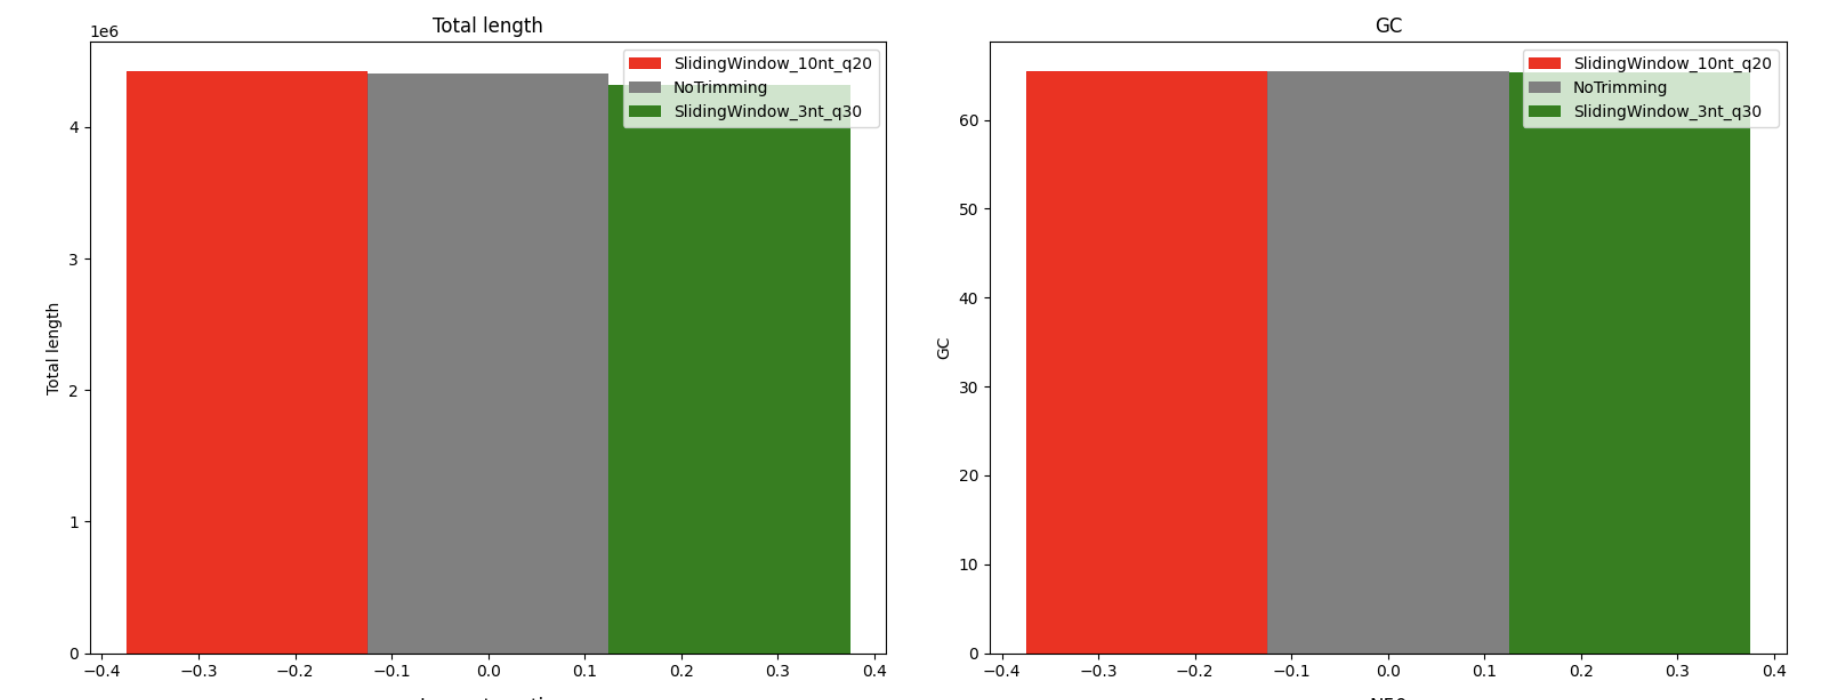 Total length
1e6
SlidingWindow_10nt_q20
NoTrimming
SlidingWindow_3nt_q30
4
3
2
1
0
Total length
−0.4 −0.3 −0.2 −0.1 0.0 0.1 0.2 0.3 0.4
GC
SlidingWindow_10nt_q20
NoTrimming
SlidingWindow_3nt_q30
60
50
40
30
20
10
0
GC
−0.4 −0.3 −0.2 −0.1 0.0 0.1 0.2 0.3 0.4